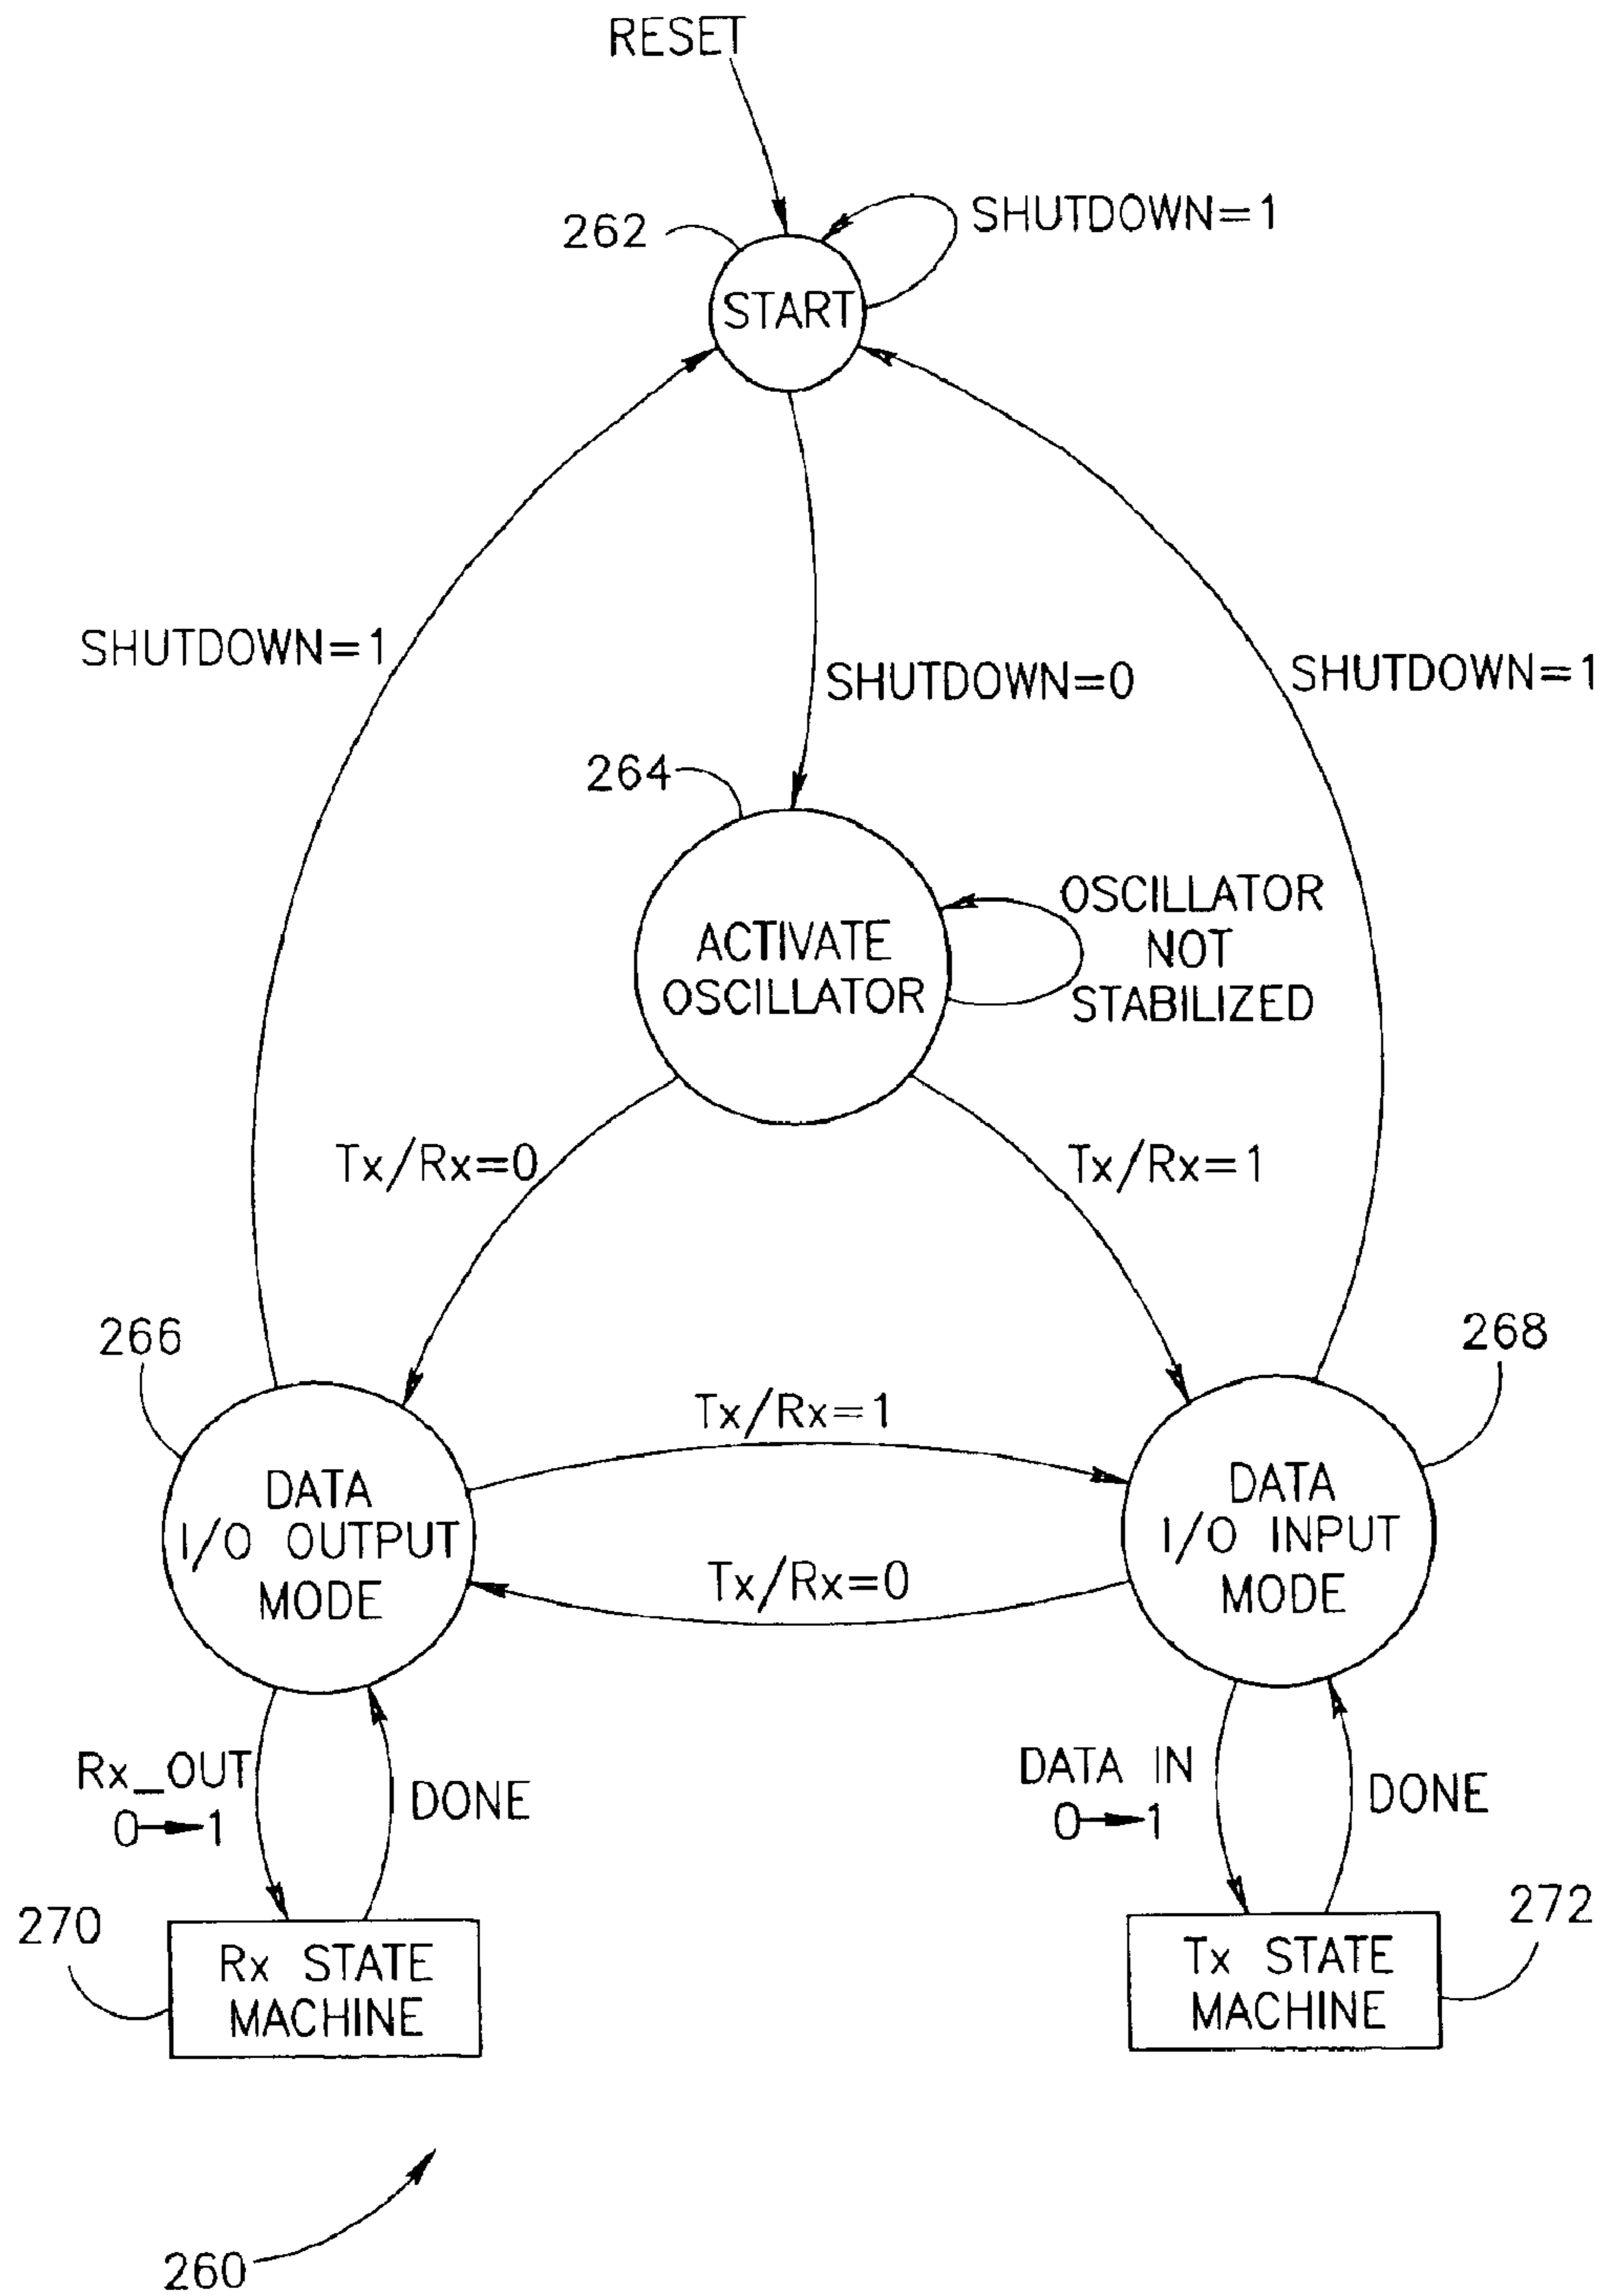 RESET
262
SHUTDOWN=1
START
SHUTDOWN=1
SHUTDOWN=0
SHUTDOWN=1
264
ACTIVATE
OSCILLATOR
OSCILLATOR
NOT
STABILIZED
Tx/Rx=0
Tx/Rx=1
266
268
Tx/Rx=1
DATA
I/O OUTPUT
MODE
DATA
I/O INPUT
MODE
Tx/Rx=0
Rx_OUT
0→1
DONE
DATA IN
0→1
DONE
270
Rx STATE
MACHINE
272
Tx STATE
MACHINE
260